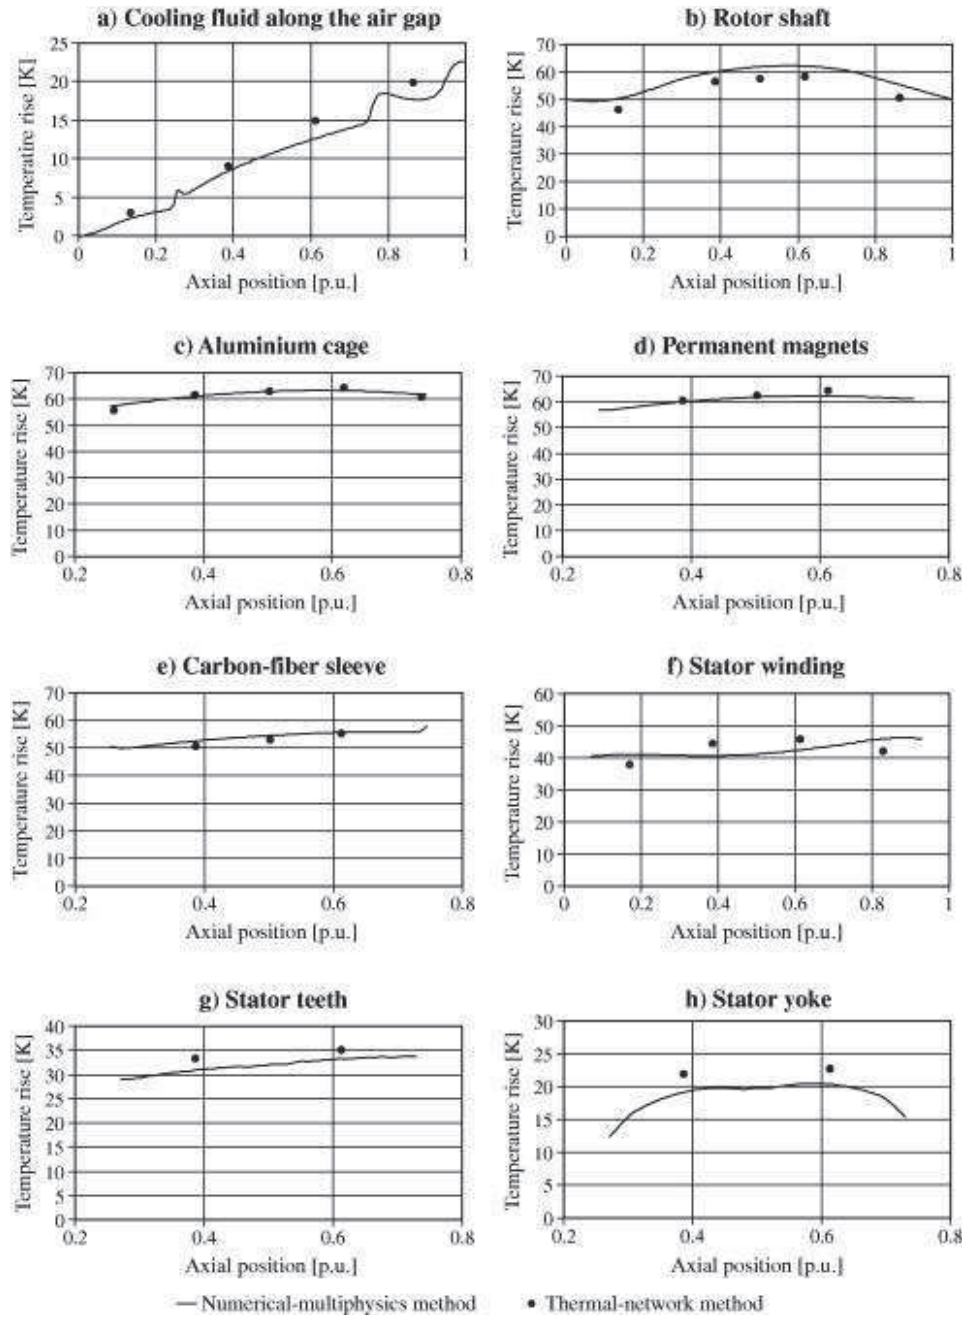 a) Cooling fluid along the air gap
Temperatire rise [K]
25
20
15
10
5
0
0 0.2 0.4 0.6 0.8 1
Axial position [p.u.]
b) Rotor shaft
Temperature rise [K]
70
60
50
40
30
20
10
0
0 0.2 0.4 0.6 0.8 1
Axial position [p.u.]
c) Aluminium cage
Temperature rise [K]
70
60
50
40
30
20
10
0
0.2 0.4 0.6 0.8
Axial position [p.u.]
d) Permanent magnets
Temperature rise [K]
70
60
50
40
30
20
10
0
0.2 0.4 0.6 0.8
Axial position [p.u.]
e) Carbon-fiber sleeve
Temperature rise [K]
70
60
50
40
30
20
10
0
0.2 0.4 0.6 0.8
Axial position [p.u.]
f) Stator winding
Temperature rise [K]
60
50
40
30
20
10
0
0 0.2 0.4 0.6 0.8 1
Axial position [p.u.]
g) Stator teeth
Temperature rise [K]
40
35
30
25
20
15
10
5
0
0.2 0.4 0.6 0.8
Axial position [p.u.]
h) Stator yoke
Temperature rise [K]
30
25
20
15
10
5
0
0.2 0.4 0.6 0.8
Axial position [p.u.]
Numerical-multiphysics method
Thermal-network method